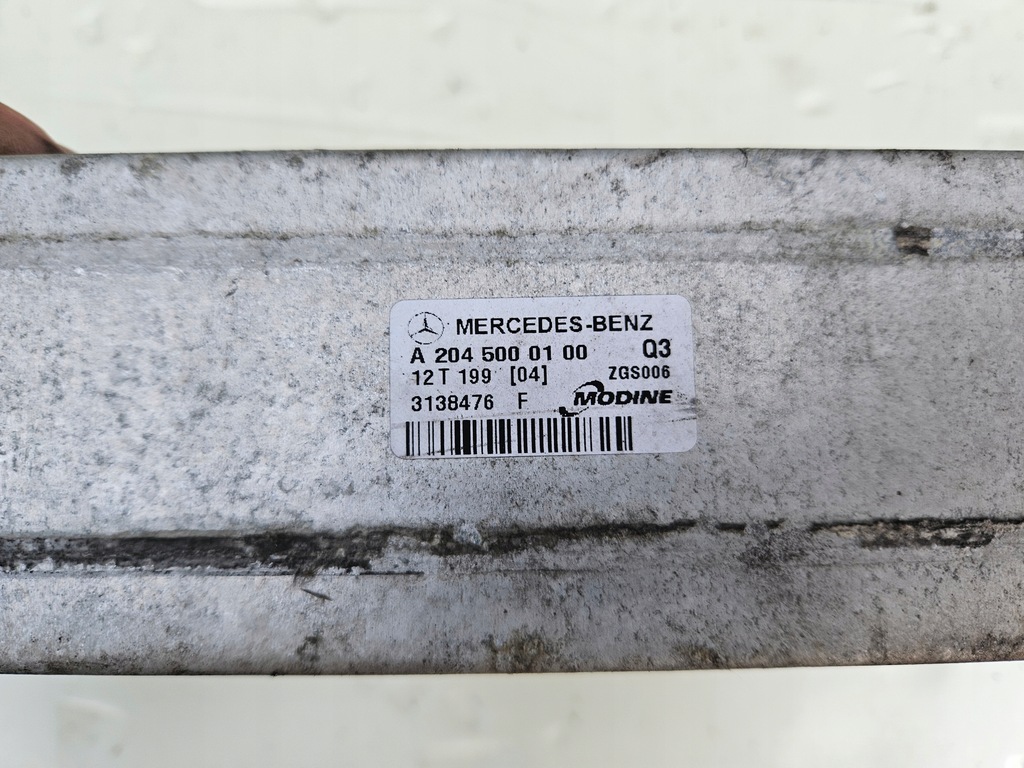 MERCEDES-BENZ
A 204 500 01 00 Q3
12 T 199 [04] ZGS006
3138476 F MODINE